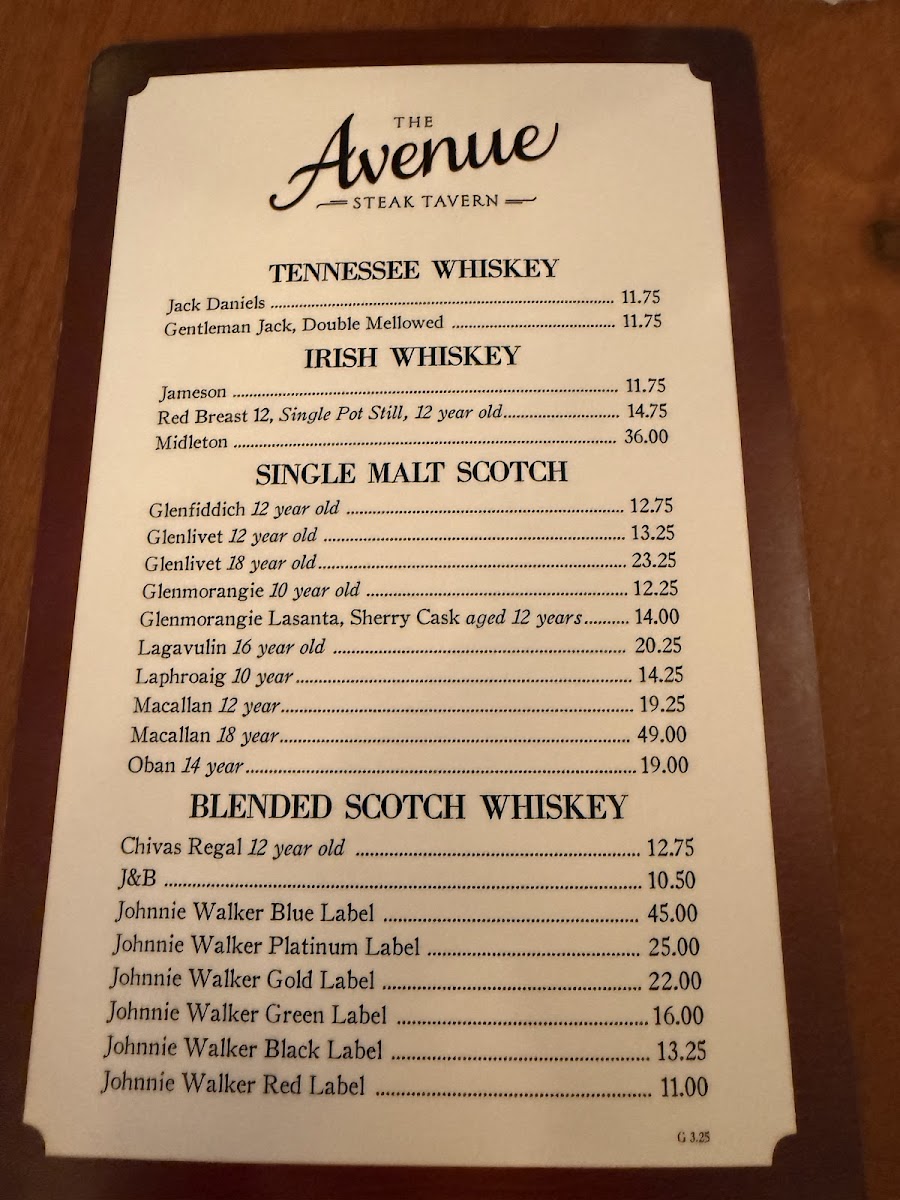 THE
Avenue
STEAK TAVERN
TENNESSEE WHISKEY
Jack Daniels ........................ 11.75
Gentleman Jack, Double Mellowed ........................ 11.75
IRISH WHISKEY
Jameson ........................ 11.75
Red Breast 12, Single Pot Still, 12 year old........................ 14.75
Midleton ........................ 36.00
SINGLE MALT SCOTCH
Glenfiddich 12 year old ........................ 12.75
Glenlivet 12 year old ........................ 13.25
Glenlivet 18 year old........................ 23.25
Glenmorangie 10 year old ........................ 12.25
Glenmorangie Lasanta, Sherry Cask aged 12 years.......... 14.00
Lagavulin 16 year old ........................ 20.25
Laphroaig 10 year........................ 14.25
Macallan 12 year........................ 19.25
Macallan 18 year........................ 49.00
Oban 14 year........................ 19.00
BLENDED SCOTCH WHISKEY
Chivas Regal 12 year old ........................ 12.75
J&B ........................ 10.50
Johnnie Walker Blue Label ........................ 45.00
Johnnie Walker Platinum Label ........................ 25.00
Johnnie Walker Gold Label ........................ 22.00
Johnnie Walker Green Label ........................ 16.00
Johnnie Walker Black Label ........................ 13.25
Johnnie Walker Red Label ........................ 11.00
G 3.25